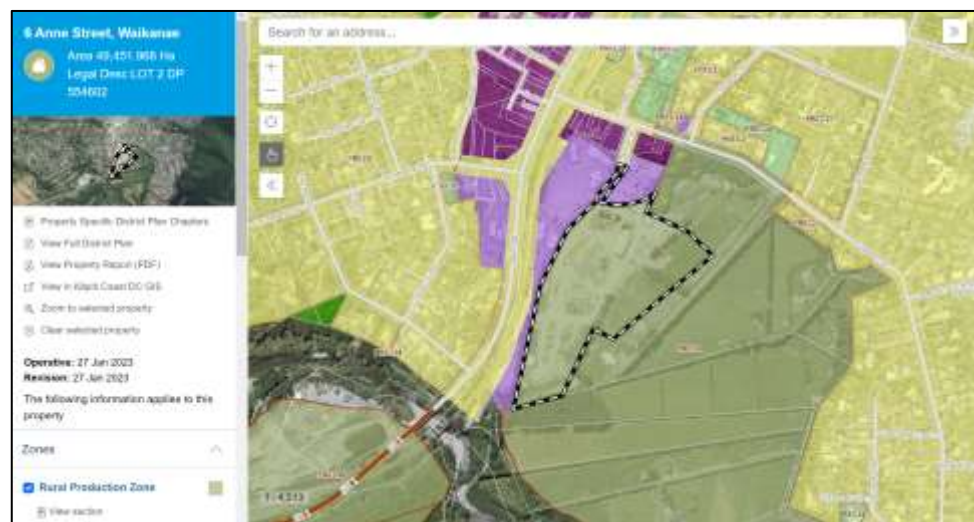 6 Anne Street, Waikanae
Area 49,451.968 Ha
Legal Desc LOT 2 DP
554602
Search for an address...
Property Specific District Plan Chapters
View Full District Plan
View Property Report (PDF)
View in Kāpiti Coast DC GIS
Zoom to selected property
Clear selected property
Operative: 27 Jan 2023
Revision: 27 Jan 2023
The following information applies to this
property
Zones
Rural Production Zone
View section